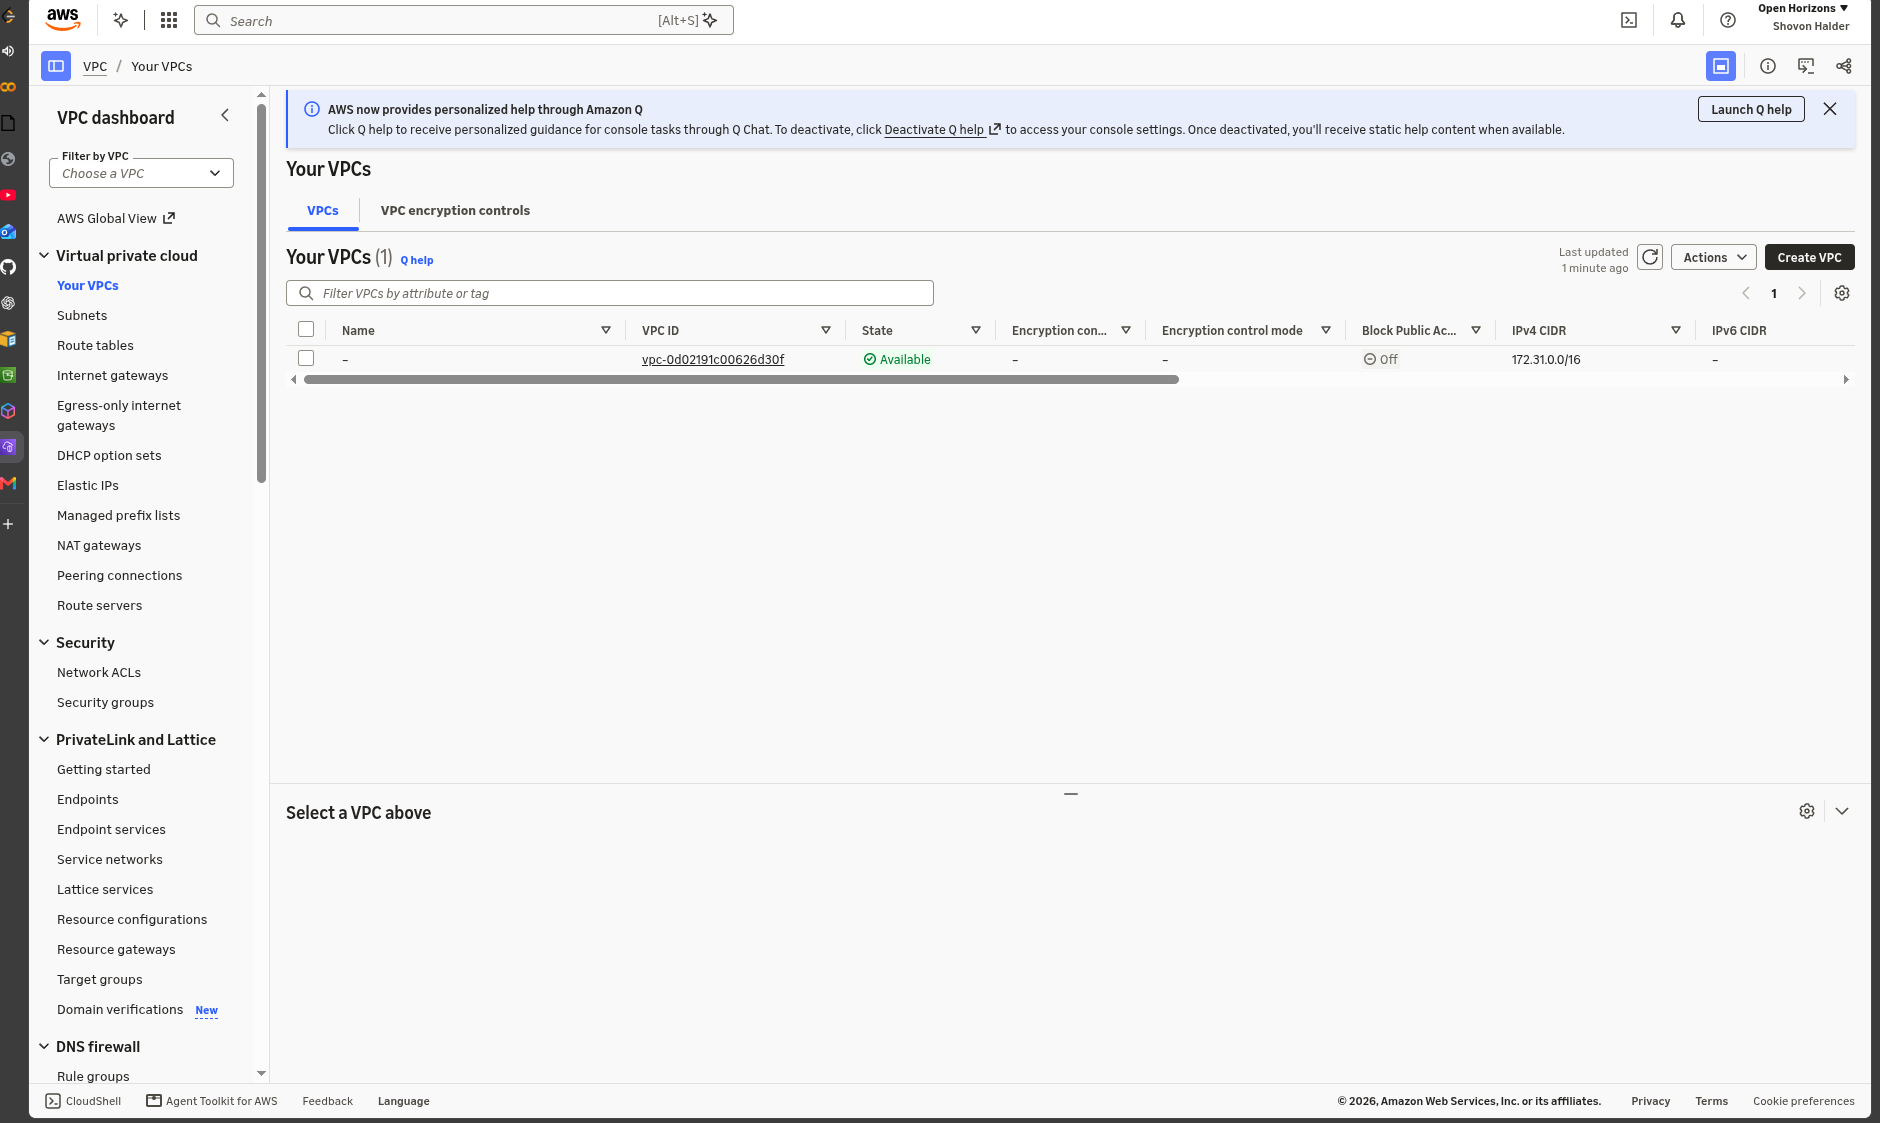 aws
Search
[Alt+S]
Open Horizons ▼
Shovon Halder
VPC / Your VPCs
VPC dashboard
Filter by VPC
Choose a VPC
AWS Global View
Virtual private cloud
Your VPCs
Subnets
Route tables
Internet gateways
Egress-only internet
gateways
DHCP option sets
Elastic IPs
Managed prefix lists
NAT gateways
Peering connections
Route servers
Security
Network ACLs
Security groups
PrivateLink and Lattice
Getting started
Endpoints
Endpoint services
Service networks
Lattice services
Resource configurations
Resource gateways
Target groups
Domain verifications New
DNS firewall
Rule groups
AWS now provides personalized help through Amazon Q
Click Q help to receive personalized guidance for console tasks through Q Chat. To deactivate, click Deactivate Q help to access your console settings. Once deactivated, you'll receive static help content when available.
Launch Q help
Your VPCs
VPCs
VPC encryption controls
Your VPCs (1) Q help
Last updated
1 minute ago
Actions
Create VPC
Filter VPCs by attribute or tag
1
Name VPC ID State Encryption con... Encryption control mode Block Public Ac... IPv4 CIDR IPv6 CIDR
– vpc-0d02191c00626d30f Available – – Off 172.31.0.0/16 –
Select a VPC above
CloudShell
Agent Toolkit for AWS
Feedback
Language
© 2026, Amazon Web Services, Inc. or its affiliates.
Privacy
Terms
Cookie preferences